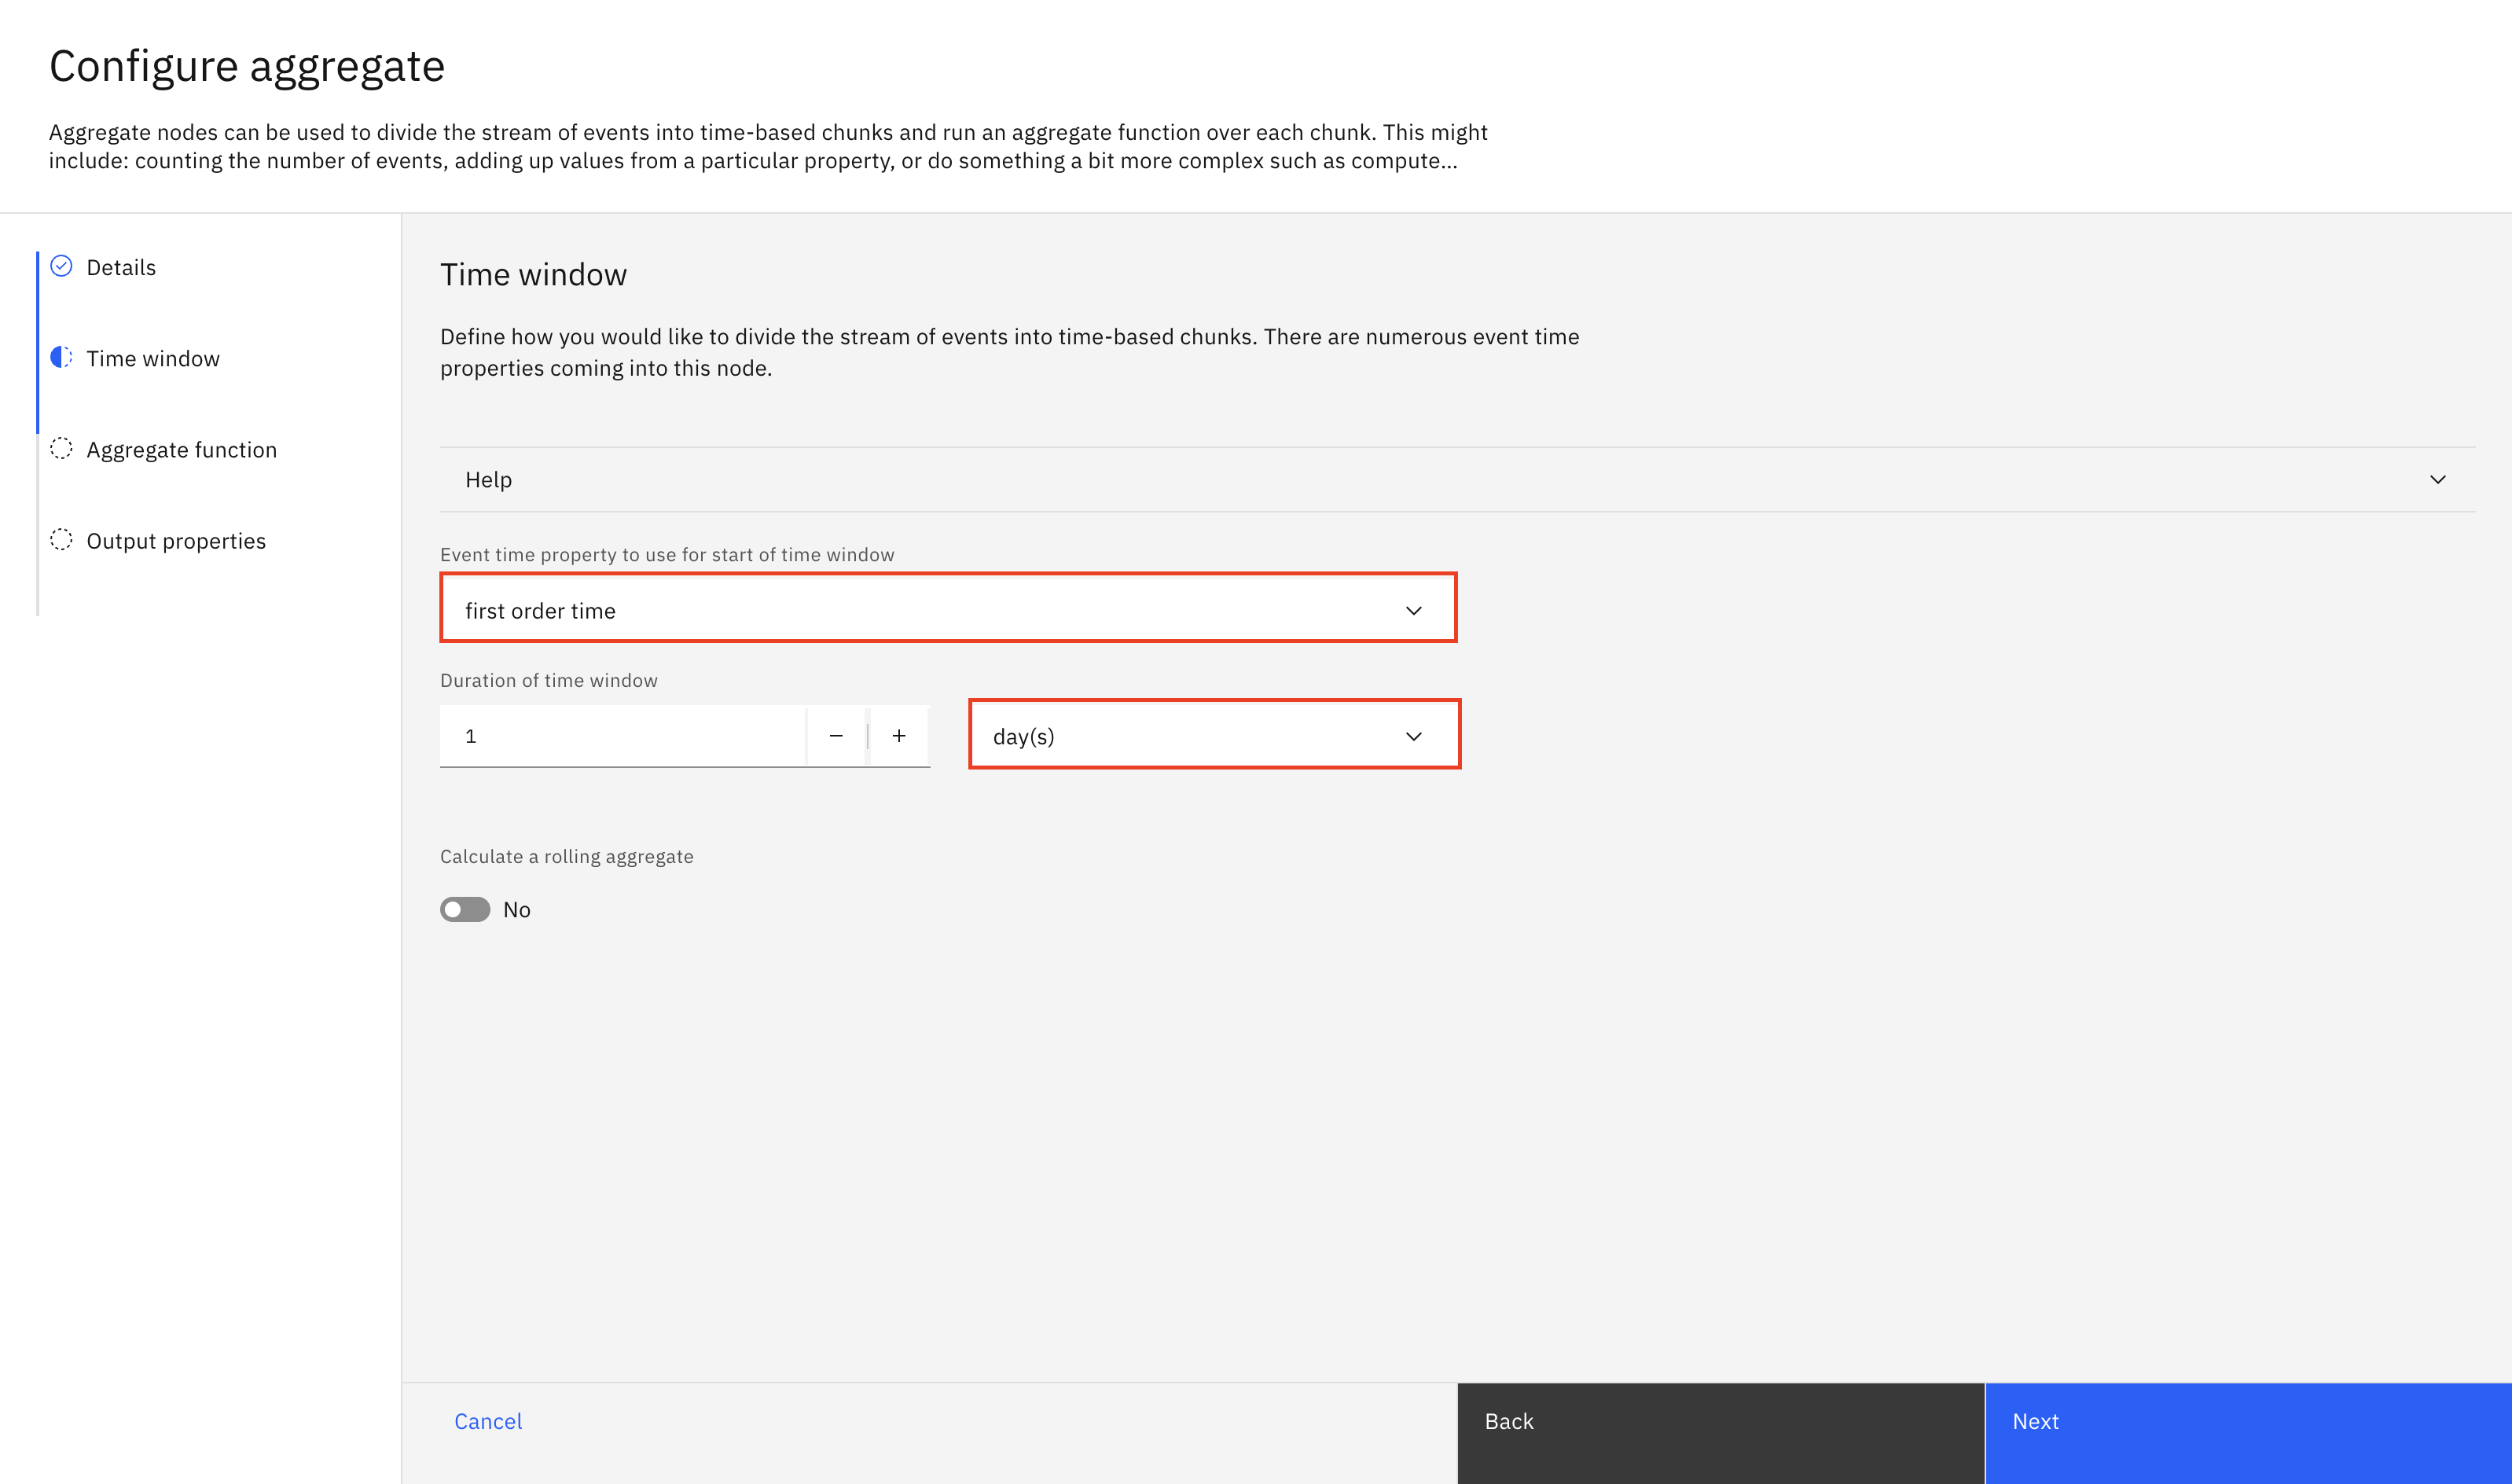 Configure aggregate
Aggregate nodes can be used to divide the stream of events into time-based chunks and run an aggregate function over each chunk. This might
include: counting the number of events, adding up values from a particular property, or do something a bit more complex such as compute...
Details
Time window
Aggregate function
Output properties
Time window
Define how you would like to divide the stream of events into time-based chunks. There are numerous event time
properties coming into this node.
Help
Event time property to use for start of time window
first order time
Duration of time window
1
day(s)
Calculate a rolling aggregate
No
Cancel
Back
Next